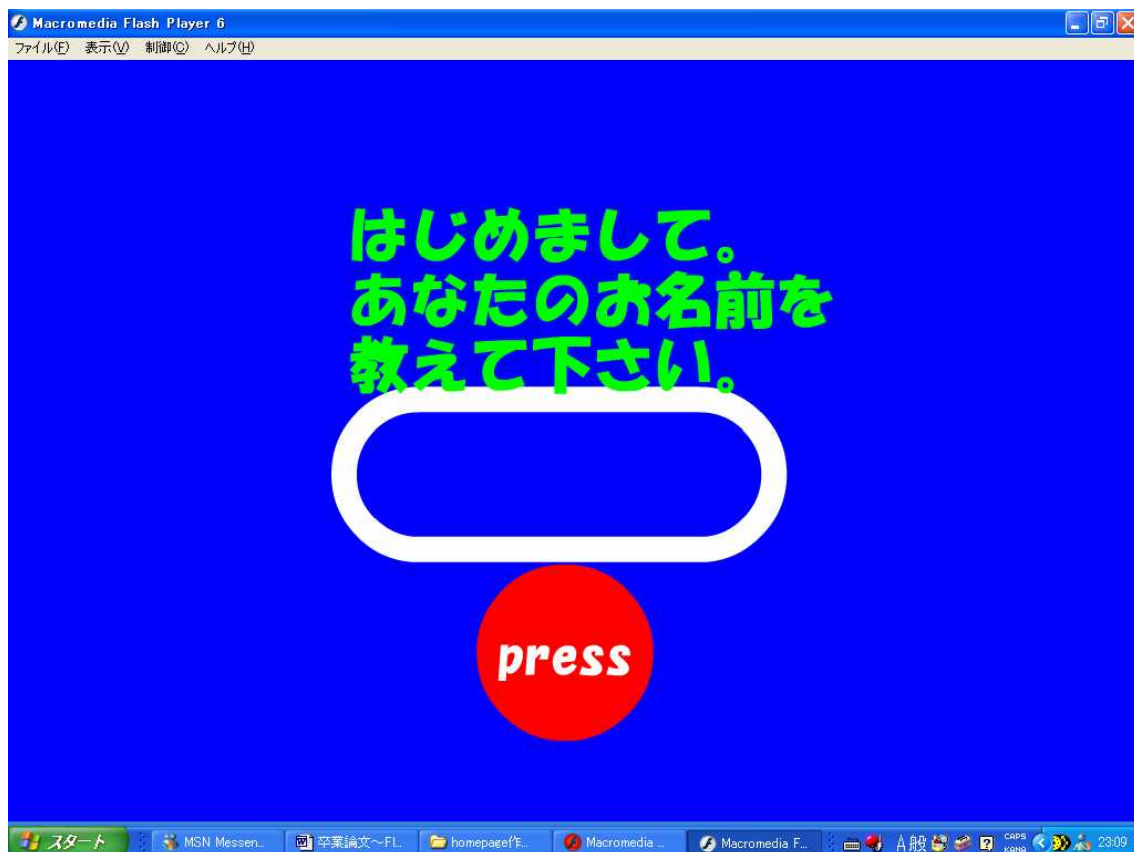 Macromedia Flash Player 6
ファイル(F) 表示(V) 制御(C) ヘルプ(H)
はじめまして。
あなたのお名前を
教えて下さい。
press
スタート MSN Messen... 卒業論文～FL... homepage作... Macromedia ... Macromedia F... A般 CAPS KANA 23:09